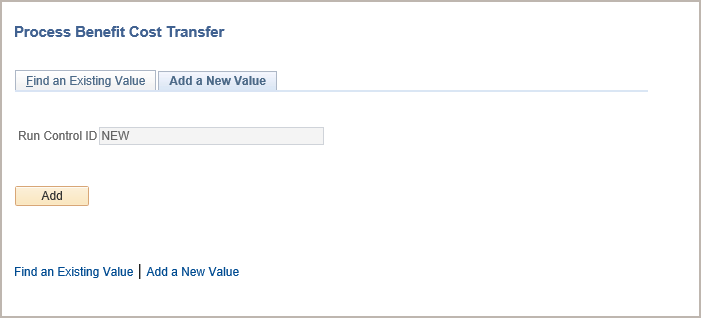 Process Benefit Cost Transfer
Find an Existing Value Add a New Value
Run Control ID NEW
Add
Find an Existing Value | Add a New Value